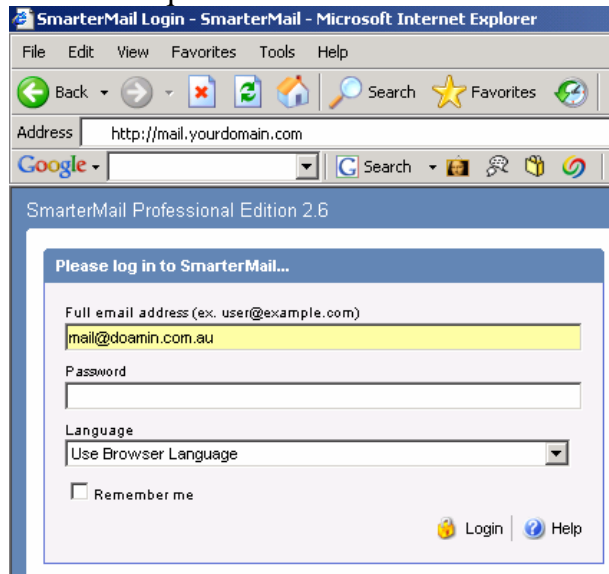 SmarterMail Login - SmarterMail - Microsoft Internet Explorer
File Edit View Favorites Tools Help
Back Search Favorites
Address http://mail.yourdomain.com
Google Search
SmarterMail Professional Edition 2.6
Please log in to SmarterMail...
Full email address (ex. user@example.com)
mail@doamin.com.au
Password
Language
Use Browser Language
Remember me
Login Help